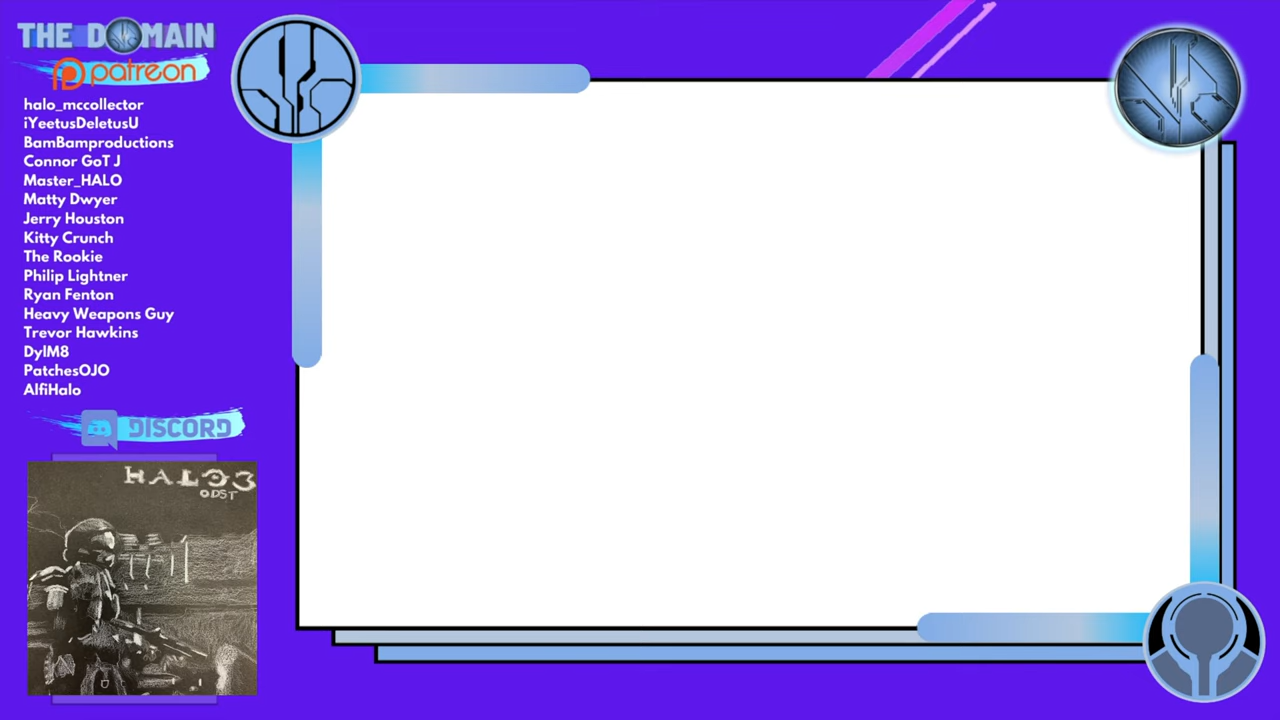 THE DOMAIN
patreon
halo_mccollector
iYeetusDeletusU
BamBamproductions
Connor GoT J
Master_HALO
Matty Dwyer
Jerry Houston
Kitty Crunch
The Rookie
Philip Lightner
Ryan Fenton
Heavy Weapons Guy
Trevor Hawkins
DylM8
PatchesOJO
AlfiHalo
DISCORD
HALO3
ODST